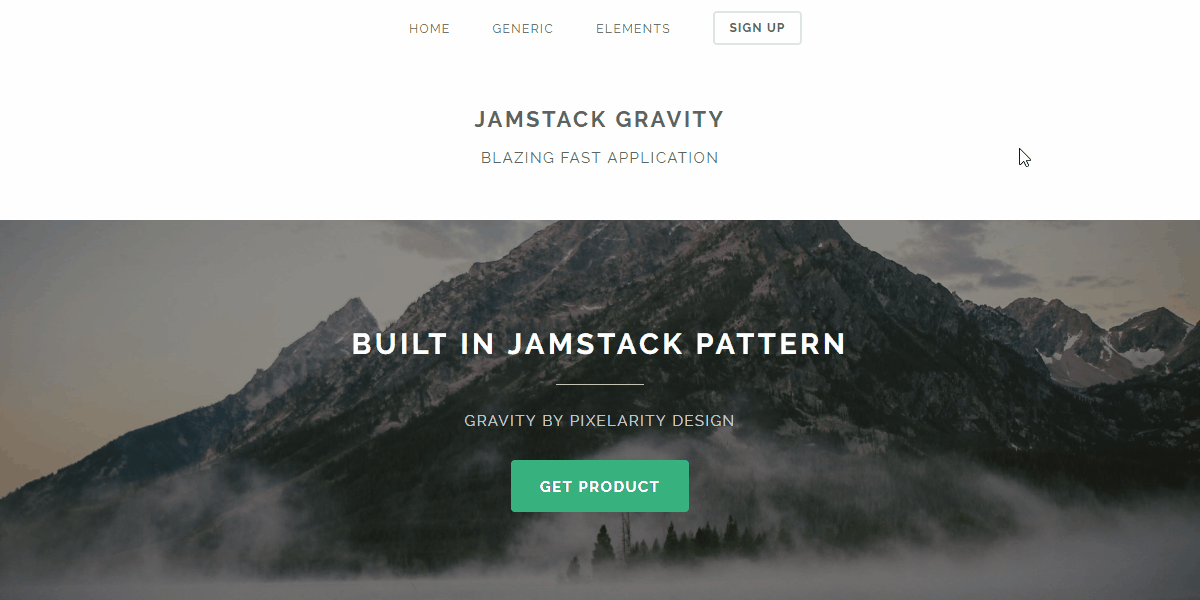 HOME GENERIC ELEMENTS SIGN UP
JAMSTACK GRAVITY
BLAZING FAST APPLICATION
BUILT IN JAMSTACK PATTERN
GRAVITY BY PIXELARITY DESIGN
GET PRODUCT